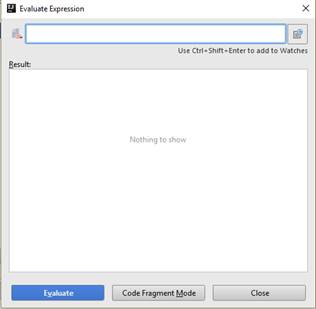 Evaluate Expression
Use Ctrl+Shift+Enter to add to Watches
Result:
Nothing to show
Evaluate
Code Fragment Mode
Close